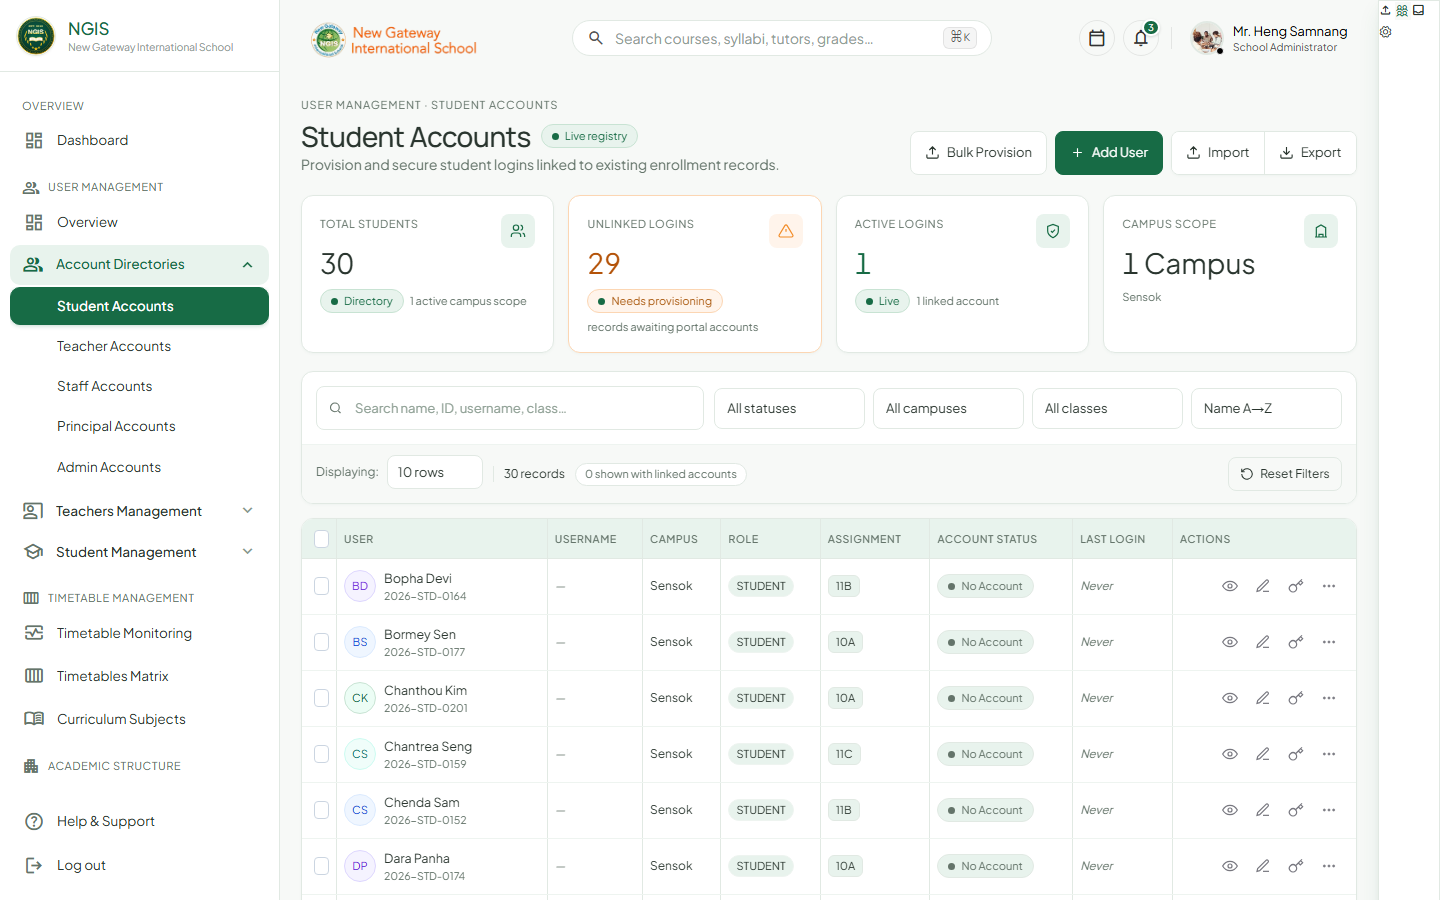 NGIS
New Gateway International School
OVERVIEW
Dashboard
USER MANAGEMENT
Overview
Account Directories
Student Accounts
Teacher Accounts
Staff Accounts
Principal Accounts
Admin Accounts
Teachers Management
Student Management
TIMETABLE MANAGEMENT
Timetable Monitoring
Timetables Matrix
Curriculum Subjects
ACADEMIC STRUCTURE
Help & Support
Log out
New Gateway
International School
Search courses, syllabi, tutors, grades...
⌘K
3
Mr. Heng Samnang
School Administrator
USER MANAGEMENT · STUDENT ACCOUNTS
Student Accounts
Live registry
Provision and secure student logins linked to existing enrollment records.
Bulk Provision
+ Add User
Import
Export
TOTAL STUDENTS
30
Directory
1 active campus scope
UNLINKED LOGINS
29
Needs provisioning
records awaiting portal accounts
ACTIVE LOGINS
1
Live
1 linked account
CAMPUS SCOPE
1 Campus
Sensok
Search name, ID, username, class...
All statuses
All campuses
All classes
Name A→Z
Displaying:
10 rows
30 records
0 shown with linked accounts
Reset Filters
USER USERNAME CAMPUS ROLE ASSIGNMENT ACCOUNT STATUS LAST LOGIN ACTIONS
BD Bopha Devi — Sensok STUDENT 11B No Account Never
2026-STD-0164
BS Bormey Sen — Sensok STUDENT 10A No Account Never
2026-STD-0177
CK Chanthou Kim — Sensok STUDENT 10A No Account Never
2026-STD-0201
CS Chantrea Seng — Sensok STUDENT 11C No Account Never
2026-STD-0159
CS Chenda Sam — Sensok STUDENT 11B No Account Never
2026-STD-0152
DP Dara Panha — Sensok STUDENT 10A No Account Never
2026-STD-0174